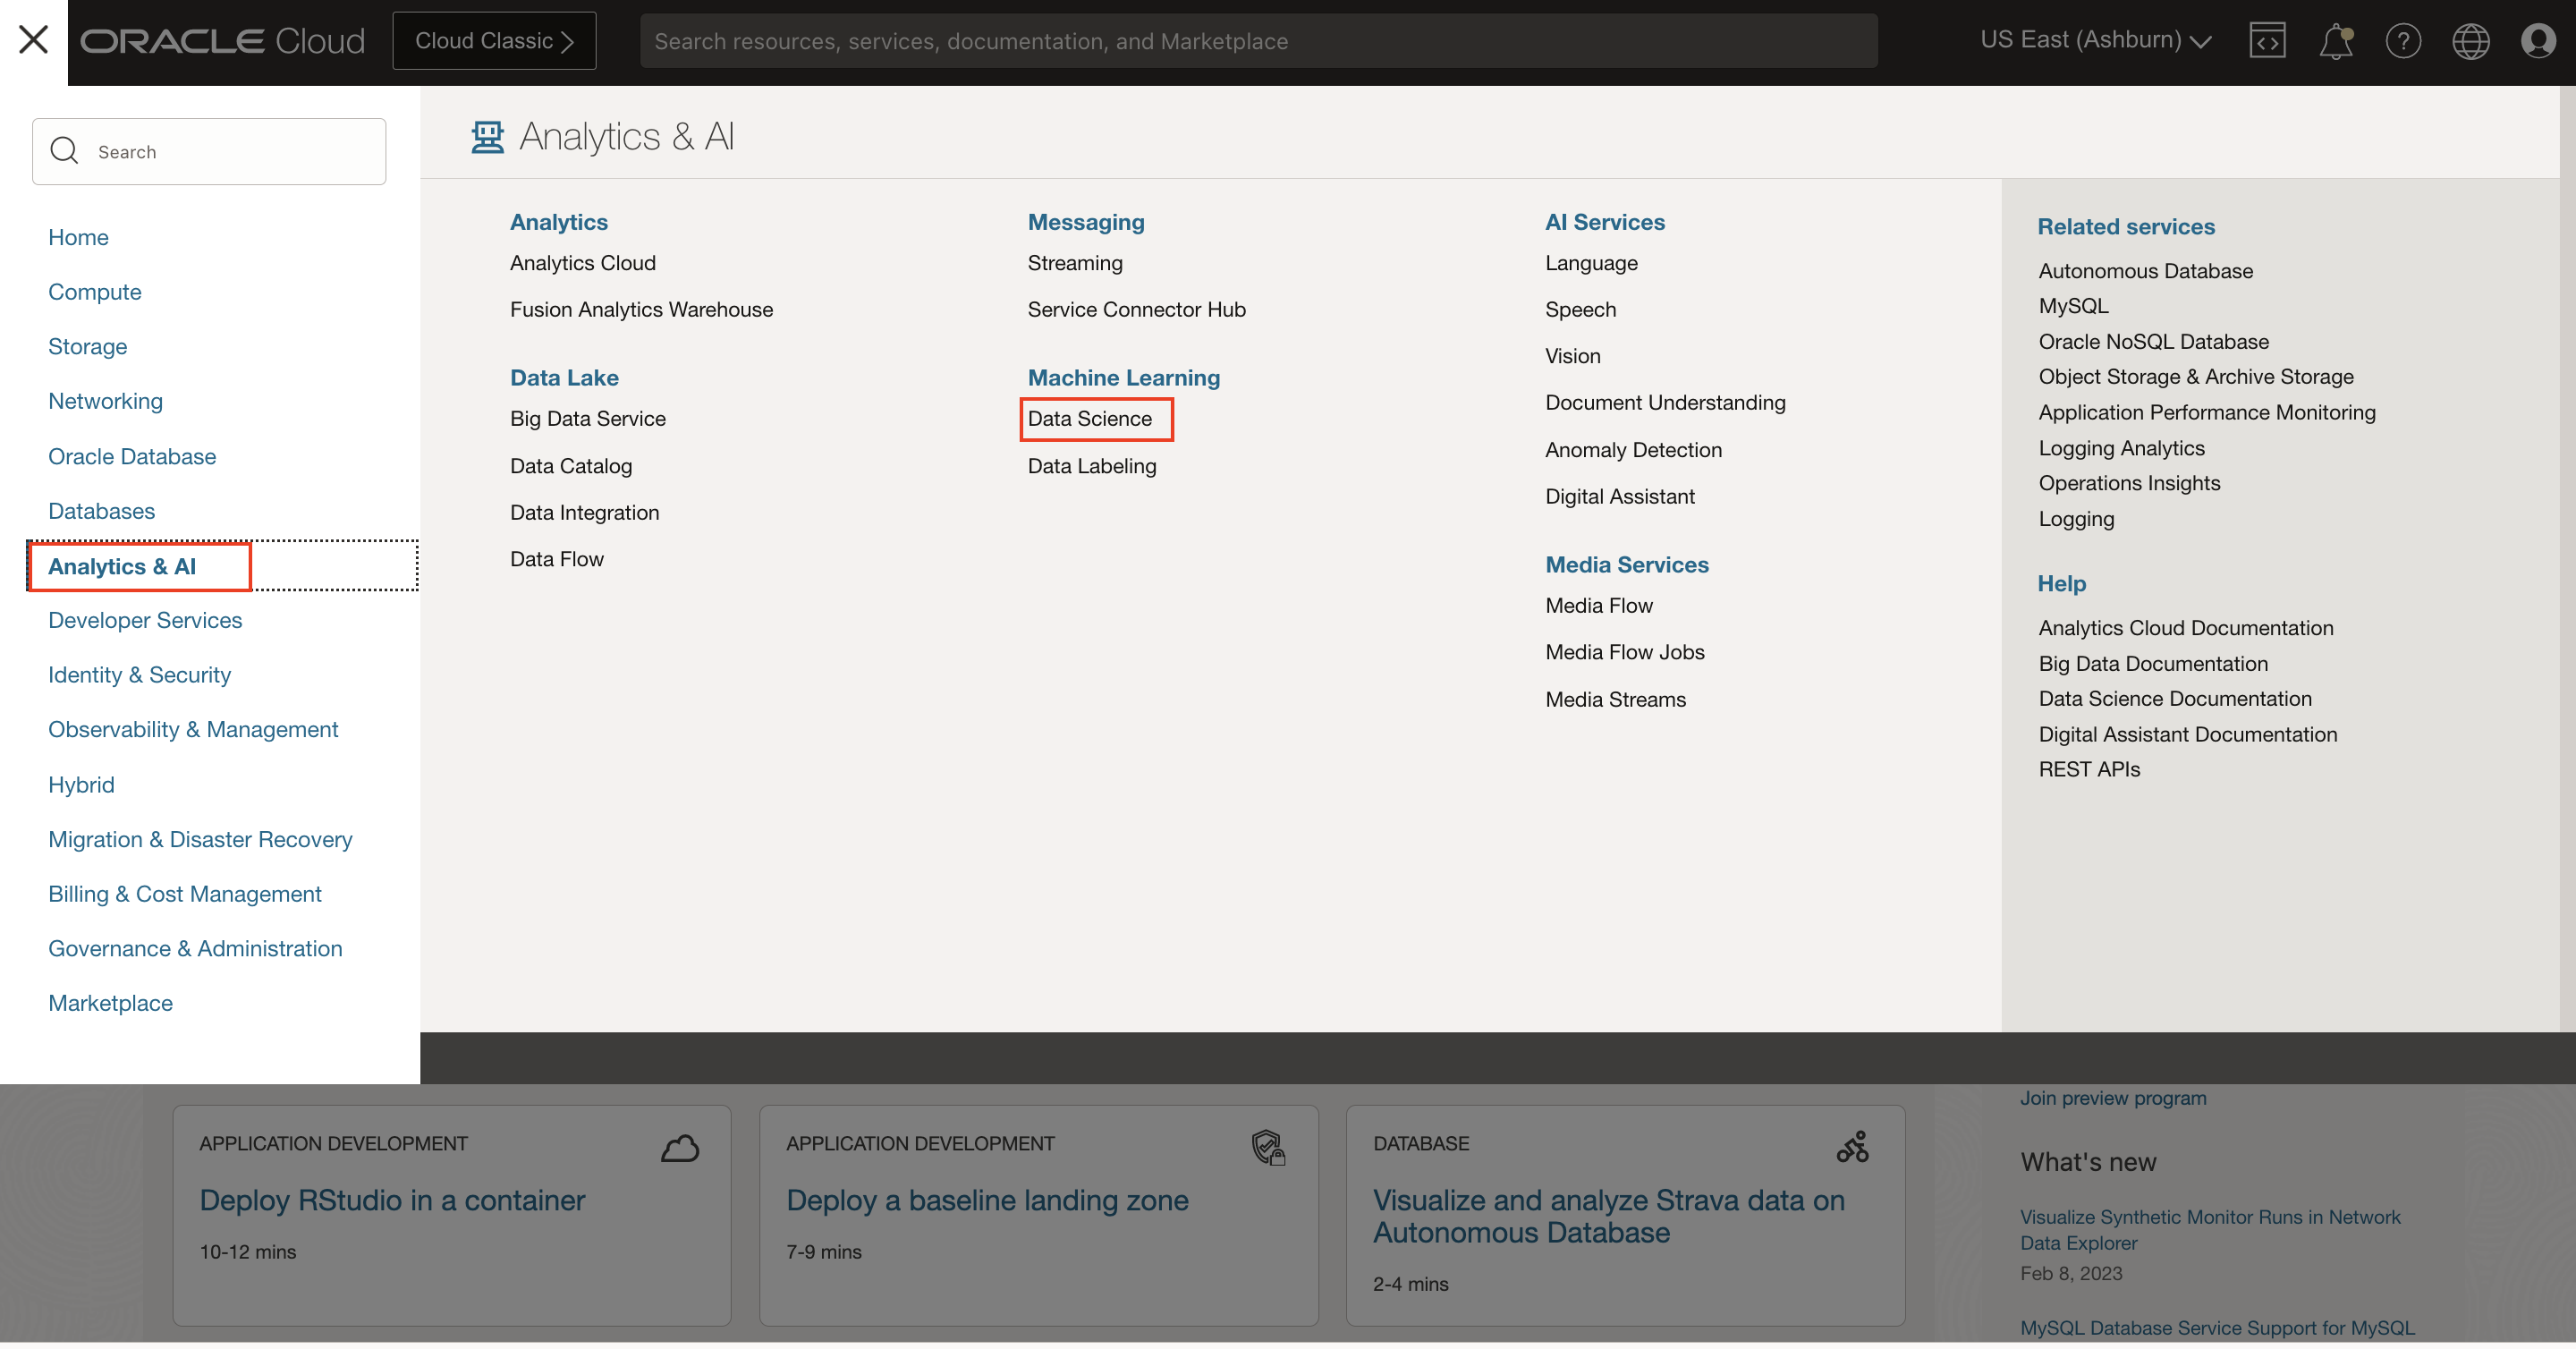 ORACLE Cloud
Cloud Classic
Search resources, services, documentation, and Marketplace
US East (Ashburn)
Search
Home
Compute
Storage
Networking
Oracle Database
Databases
Analytics & AI
Developer Services
Identity & Security
Observability & Management
Hybrid
Migration & Disaster Recovery
Billing & Cost Management
Governance & Administration
Marketplace
Analytics & AI
Analytics
Analytics Cloud
Fusion Analytics Warehouse
Data Lake
Big Data Service
Data Catalog
Data Integration
Data Flow
Messaging
Streaming
Service Connector Hub
Machine Learning
Data Science
Data Labeling
AI Services
Language
Speech
Vision
Document Understanding
Anomaly Detection
Digital Assistant
Media Services
Media Flow
Media Flow Jobs
Media Streams
Related services
Autonomous Database
MySQL
Oracle NoSQL Database
Object Storage & Archive Storage
Application Performance Monitoring
Logging Analytics
Operations Insights
Logging
Help
Analytics Cloud Documentation
Big Data Documentation
Data Science Documentation
Digital Assistant Documentation
REST APIs
APPLICATION DEVELOPMENT
Deploy RStudio in a container
10-12 mins
APPLICATION DEVELOPMENT
Deploy a baseline landing zone
7-9 mins
DATABASE
Visualize and analyze Strava data on
Autonomous Database
2-4 mins
Join preview program
What's new
Visualize Synthetic Monitor Runs in Network
Data Explorer
Feb 8, 2023
MySQL Database Service Support for MySQL